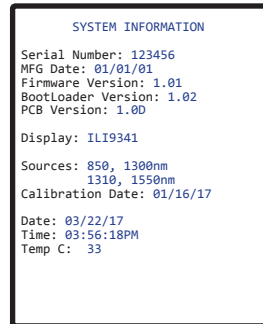 SYSTEM INFORMATION
Serial Number: 123456
MFG Date: 01/01/01
Firmware Version: 1.01
BootLoader Version: 1.02
PCB Version: 1.0D
Display: ILI9341
Sources: 850, 1300nm
1310, 1550nm
Calibration Date: 01/16/17
Date: 03/22/17
Time: 03:56:18PM
Temp C: 33